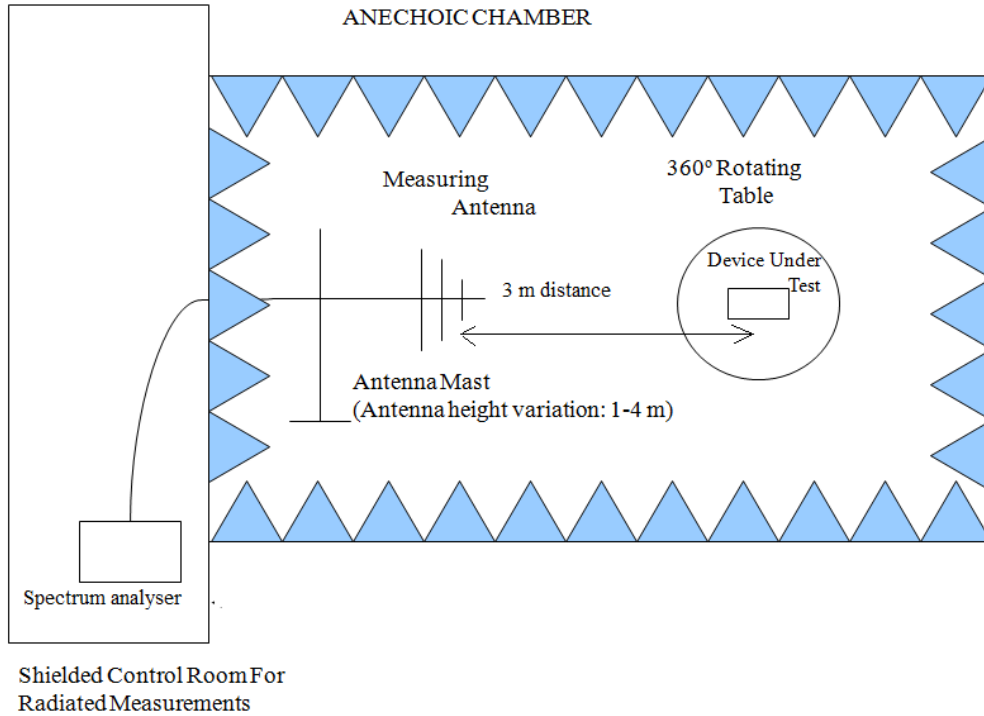 ANECHOIC CHAMBER
360º Rotating
Table
Measuring
Antenna
Device Under
Test
3 m distance
Antenna Mast
(Antenna height variation: 1-4 m)
Spectrum analyser
Shielded Control Room For
Radiated Measurements